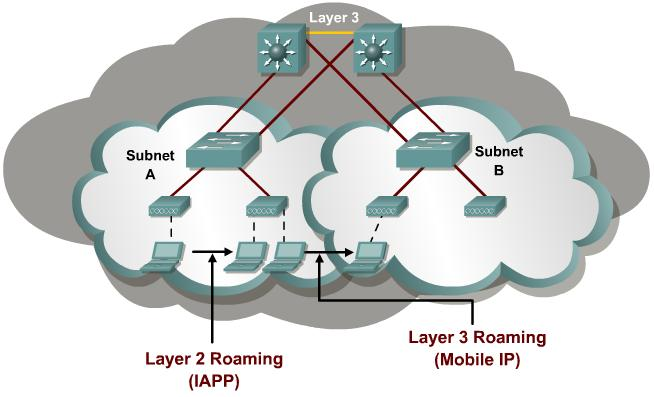 Layer 3
Subnet
A
Subnet
B
Layer 2 Roaming
(IAPP)
Layer 3 Roaming
(Mobile IP)